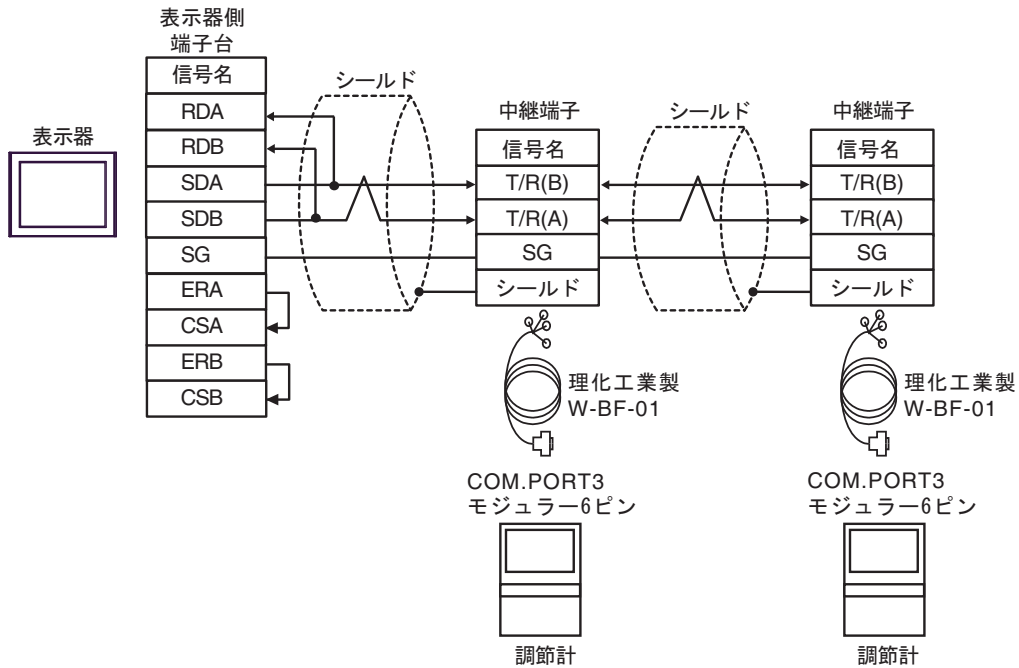 表示器
表示器側
端子台
信号名
RDA
RDB
SDA
SDB
SG
ERA
CSA
ERB
CSB
シールド
中継端子
信号名
T/R(B)
T/R(A)
SG
シールド
シールド
中継端子
信号名
T/R(B)
T/R(A)
SG
シールド
理化工業製
W-BF-01
COM.PORT3
モジュラー6ピン
調節計
理化工業製
W-BF-01
COM.PORT3
モジュラー6ピン
調節計